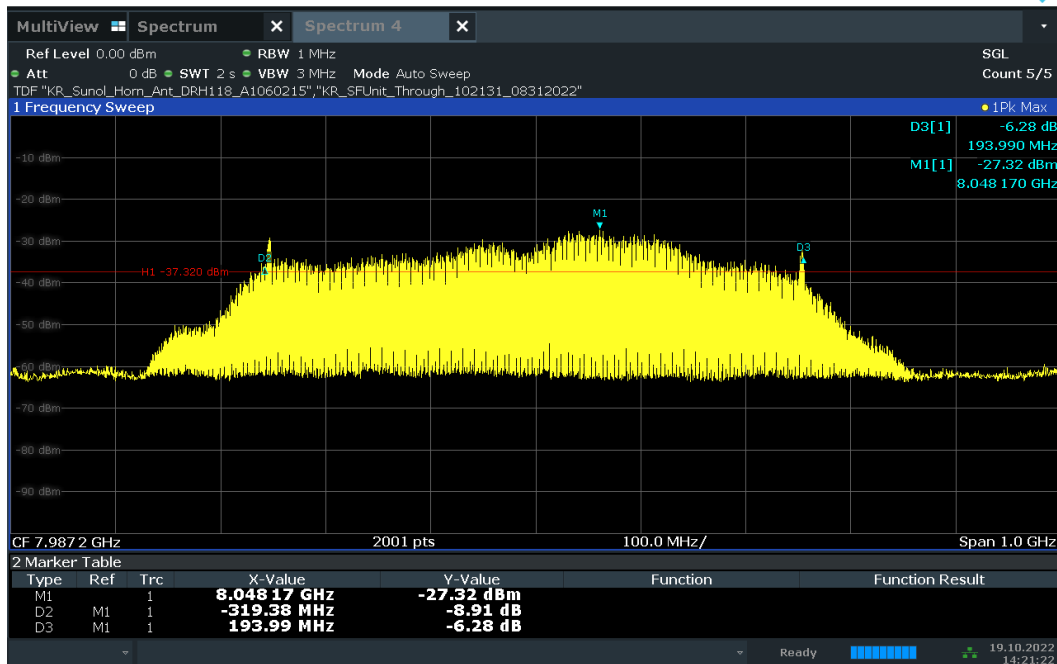 MultiView Spectrum X Spectrum 4 X
Ref Level 0.00 dBm RBW 1 MHz SGL
Att 0 dB SWT 2 s VBW 3 MHz Mode Auto Sweep Count 5/5
TDF "KR_Sunol_Horn_Ant_DRH118_A1060215","KR_SFUnit_Through_102131_08312022"
1 Frequency Sweep 1Pk Max
D3[1] -6.28 dB
193.990 MHz
M1[1] -27.32 dBm
8.048 170 GHz
-10 dBm
-20 dBm
M1
-30 dBm
D2
D3
H1 -37.320 dBm
-40 dBm
-50 dBm
-60 dBm
-70 dBm
-80 dBm
-90 dBm
CF 7.9872 GHz 2001 pts 100.0 MHz/ Span 1.0 GHz
2 Marker Table
Type Ref Trc X-Value Y-Value Function Function Result
M1 1 8.048 17 GHz -27.32 dBm
D2 M1 1 -319.38 MHz -8.91 dB
D3 M1 1 193.99 MHz -6.28 dB
Ready 19.10.2022
14:21:22